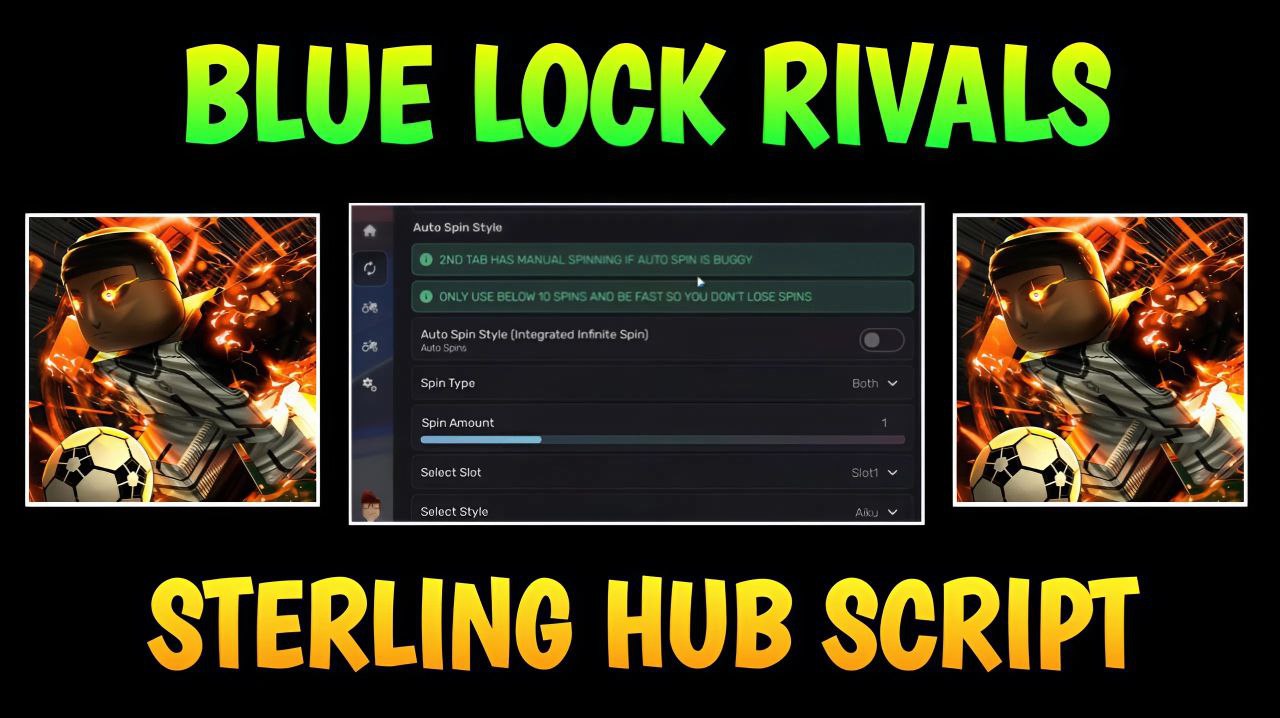 BLUE LOCK RIVALS
Auto Spin Style
2ND TAB HAS MANUAL SPINNING IF AUTO SPIN IS BUGGY
ONLY USE BELOW 10 SPINS AND BE FAST SO YOU DON'T LOSE SPINS
Auto Spin Style (Integrated Infinite Spin)
Auto Spins
Spin Type Both
Spin Amount 1
Select Slot Slot1
Select Style Aiku
STERLING HUB SCRIPT